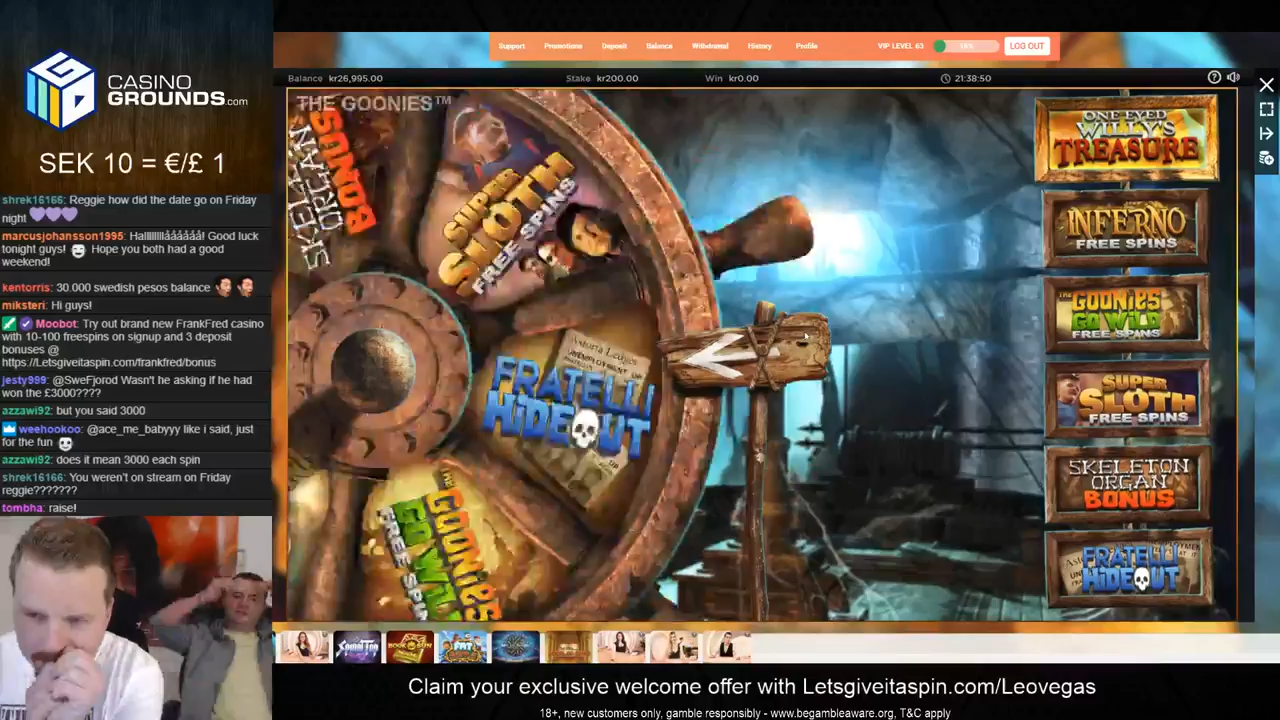 CASINO
GROUNDS.com
SEK 10 = €/£ 1
shrek16166: Reggie how did the date go on Friday
night
marcusjohansson1995: Halllllllååååååå! Good luck
tonight guys! Hope you both had a good
weekend!
kentorris: 30.000 swedish pesos balance
miksteri: Hi guys!
Moobot: Try out brand new FrankFred casino
with 10-100 freespins on signup and 3 deposit
bonuses @
https://Letsgiveitaspin.com/frankfred/bonus
jesty999: @SweFjorod Wasn't he asking if he had
won the £3000????
azzawi92: but you said 3000
weehookoo: @ace_me_babyyy like i said, just
for the fun
azzawi92: does it mean 3000 each spin
shrek16166: You weren't on stream on Friday
reggie???????
tombha: raise!
Support Promotions Deposit Balance Withdrawal History Profile VIP LEVEL 63 LOG OUT
Balance kr26,995.00 Stake kr200.00 Win kr0.00 21:38:50
THE GOONIES™
SKELETON
ORGAN
BONUS
SUPER
SLOTH
FREE SPINS
Astoria Ledger
FRATELLI
HIDEOUT
THE
GOONIES
GO WILD
FREE SPIN
ONE EYED
WILLY'S
TREASURE
INFERNO
FREE SPINS
THE
GOONIES
GO WILD
FREE SPINS
SUPER
SLOTH
FREE SPINS
SKELETON
ORGAN
BONUS
FRATELLI
HIDEOUT
Claim your exclusive welcome offer with Letsgiveitaspin.com/Leovegas
18+, new customers only, gamble responsibly - www.begambleaware.org, T&C apply